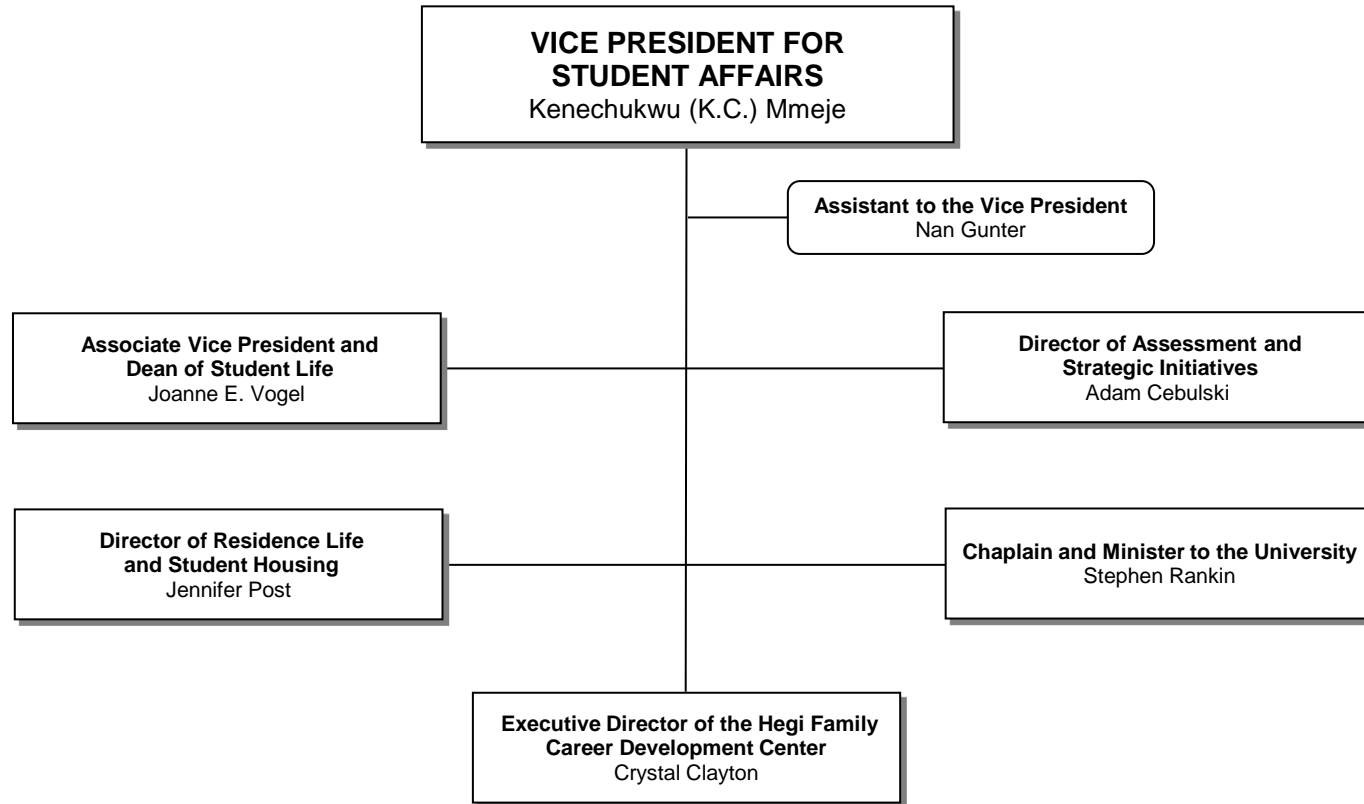 VICE PRESIDENT FOR
STUDENT AFFAIRS
Kenechukwu (K.C.) Mmeje
Assistant to the Vice President
Nan Gunter
Associate Vice President and
Dean of Student Life
Joanne E. Vogel
Director of Assessment and
Strategic Initiatives
Adam Cebulski
Director of Residence Life
and Student Housing
Jennifer Post
Chaplain and Minister to the University
Stephen Rankin
Executive Director of the Hegi Family
Career Development Center
Crystal Clayton